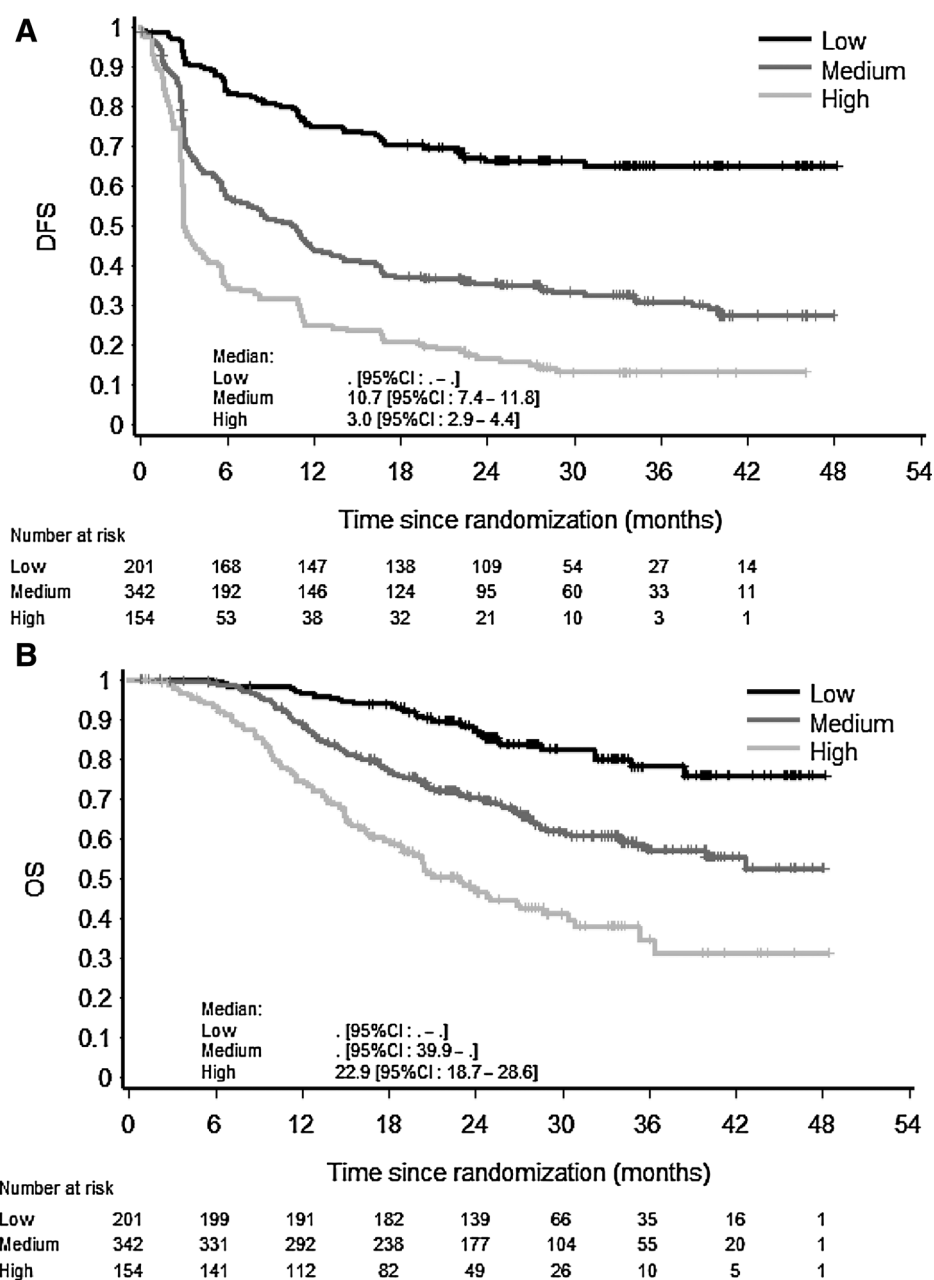 A
Low
Medium
High
1
0.9
0.8
0.7
0.6
0.5
0.4
0.3
0.2
0.1
0
DFS
Median:
Low . [95%CI : . – .]
Medium 10.7 [95%CI : 7.4 – 11.8]
High 3.0 [95%CI : 2.9 – 4.4]
0 6 12 18 24 30 36 42 48 54
Time since randomization (months)
Number at risk
Low 201 168 147 138 109 54 27 14
Medium 342 192 146 124 95 60 33 11
High 154 53 38 32 21 10 3 1
B
Low
Medium
High
1
0.9
0.8
0.7
0.6
0.5
0.4
0.3
0.2
0.1
0
OS
Median:
Low . [95%CI : . – .]
Medium . [95%CI : 39.9 – .]
High 22.9 [95%CI : 18.7 – 28.6]
0 6 12 18 24 30 36 42 48 54
Time since randomization (months)
Number at risk
Low 201 199 191 182 139 66 35 16 1
Medium 342 331 292 238 177 104 55 20 1
High 154 141 112 82 49 26 10 5 1